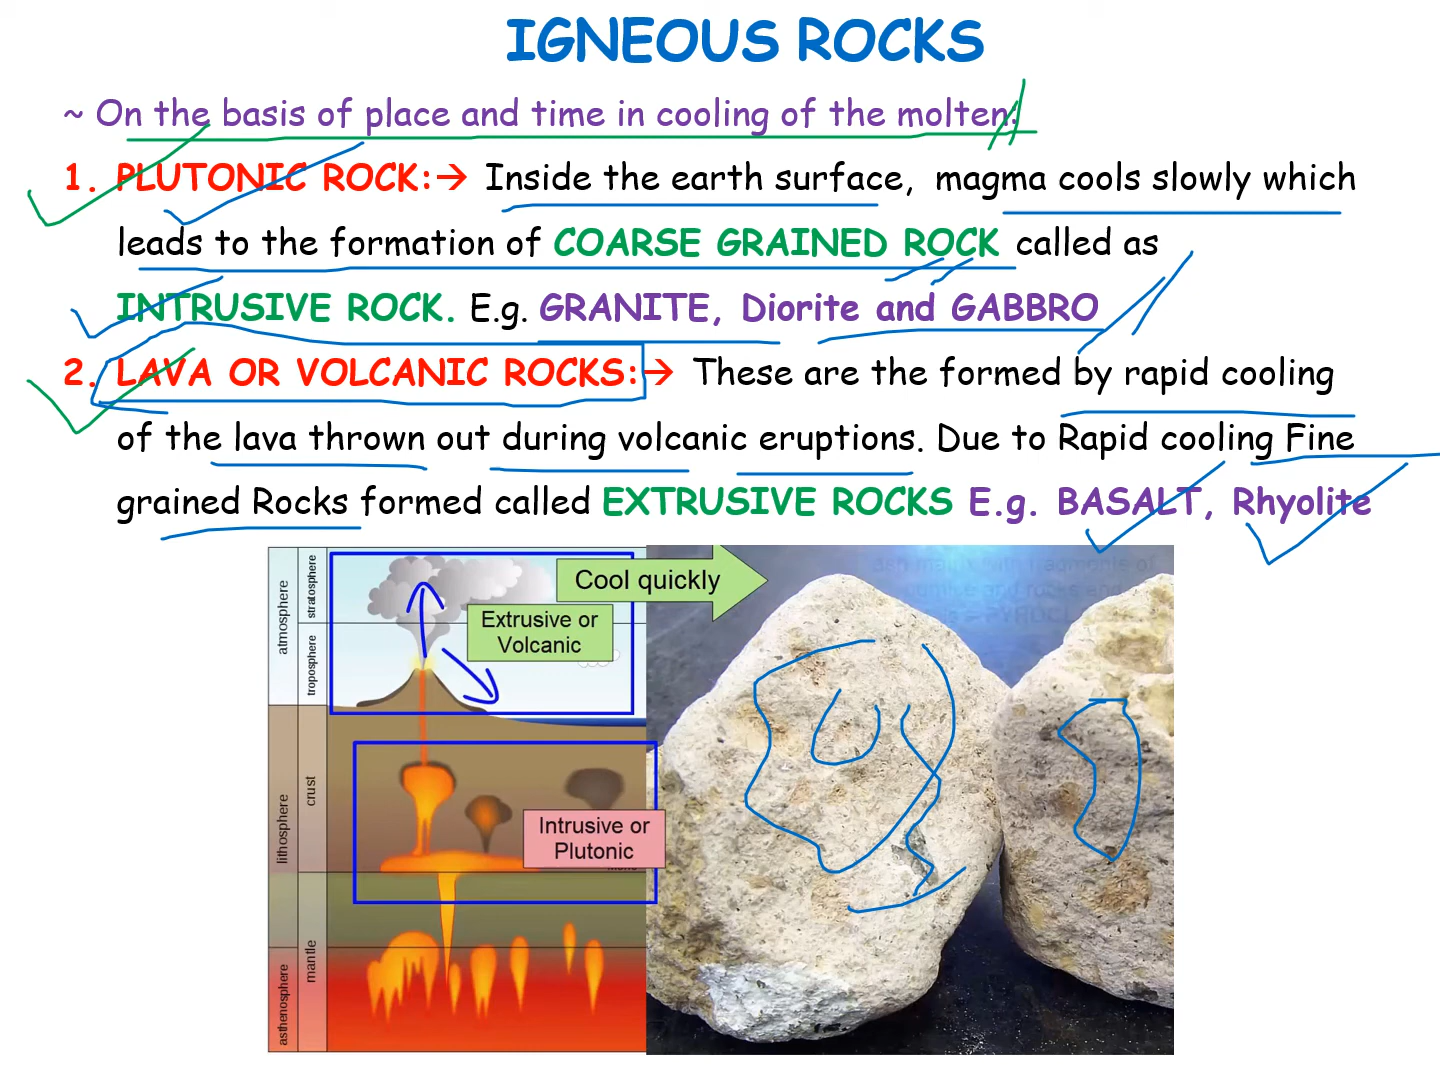 IGNEOUS ROCKS
~ On the basis of place and time in cooling of the molten:
1. PLUTONIC ROCK:→ Inside the earth surface, magma cools slowly which
leads to the formation of COARSE GRAINED ROCK called as
INTRUSIVE ROCK. E.g. GRANITE, Diorite and GABBRO
2. LAVA OR VOLCANIC ROCKS:→ These are the formed by rapid cooling
of the lava thrown out during volcanic eruptions. Due to Rapid cooling Fine
grained Rocks formed called EXTRUSIVE ROCKS E.g. BASALT, Rhyolite
atmosphere
stratosphere
troposphere
Cool quickly
Extrusive or
Volcanic
lithosphere
crust
Intrusive or
Plutonic
mantle
asthenosphere